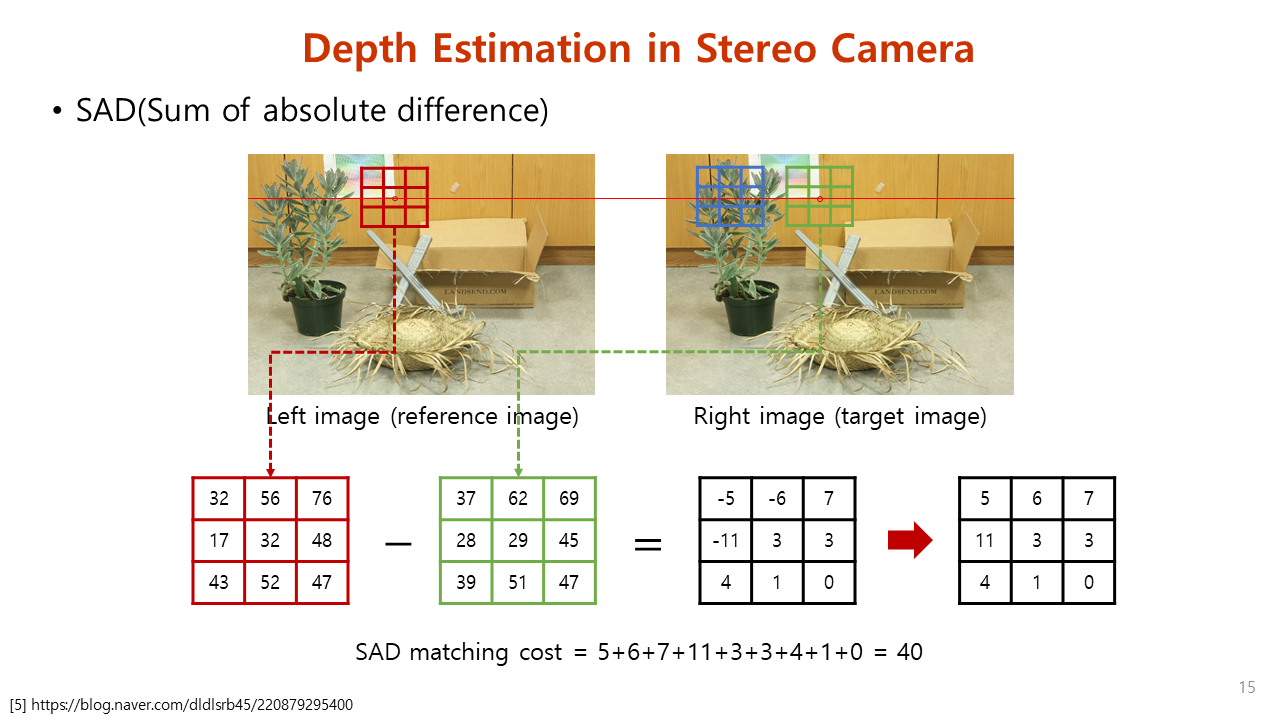 Depth Estimation in Stereo Camera
• SAD(Sum of absolute difference)
LANDSEND.COM
LANDSEND.COM
Left image (reference image)
Right image (target image)
32 56 76
17 32 48
43 52 47
−
37 62 69
28 29 45
39 51 47
=
-5 -6 7
-11 3 3
4 1 0
5 6 7
11 3 3
4 1 0
SAD matching cost = 5+6+7+11+3+3+4+1+0 = 40
15
[5] https://blog.naver.com/dldlsrb45/220879295400